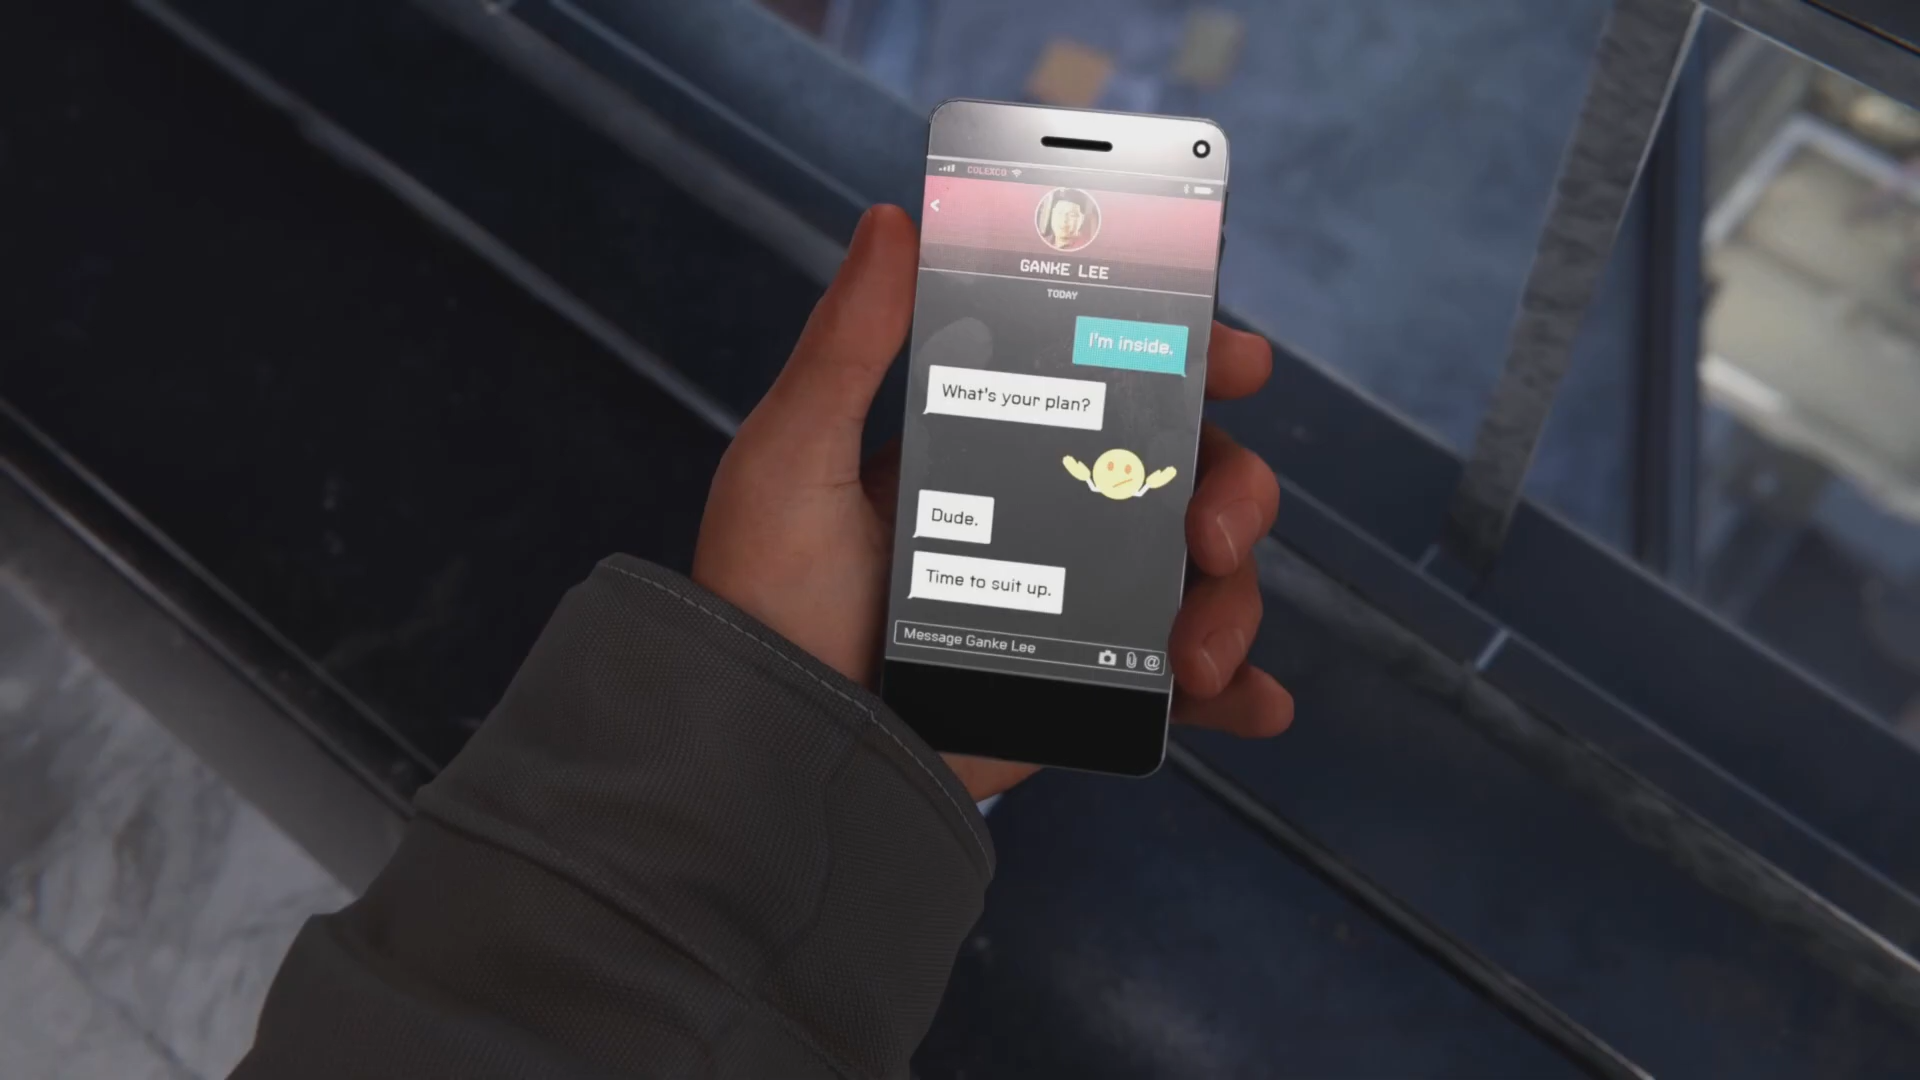 COLEXCO
<
GANKE LEE
TODAY
I'm inside.
What's your plan?
Dude.
Time to suit up.
Message Ganke Lee @